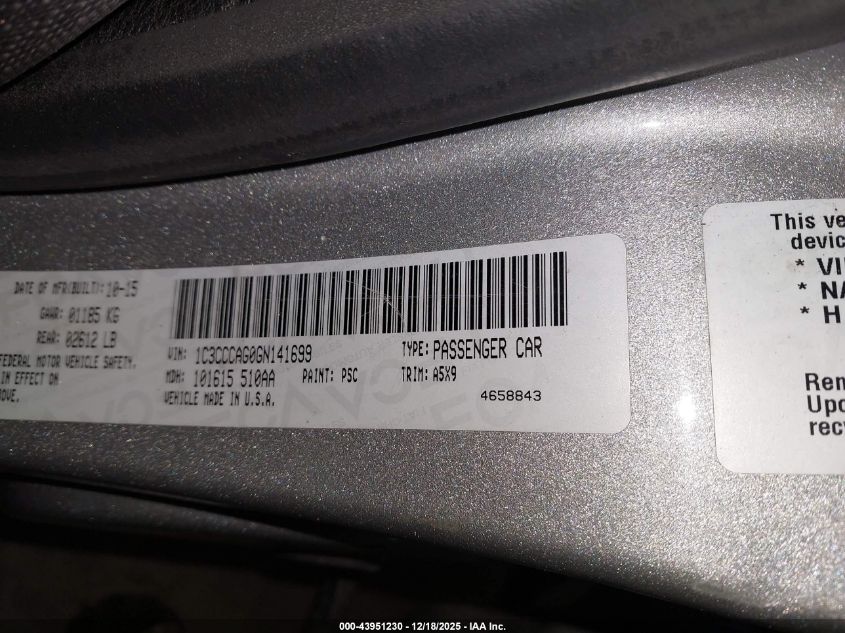 DATE OF MFR(BUILT): 10-15
GAWR: 01185 KG
REAR: 02612 LB
FEDERAL MOTOR VEHICLE SAFETY.
IN EFFECT ON
OVE.
VIN: 1C3CCCAG0GN141699
TYPE: PASSENGER CAR
MDH: 101615 510AA
PAINT: PSC
TRIM: A5X9
VEHICLE MADE IN U.S.A.
4658843
This ve
devic
* VI
* NA
* H
Rem
Upo
recy
000-43951230 - 12/18/2025 - IAA Inc.